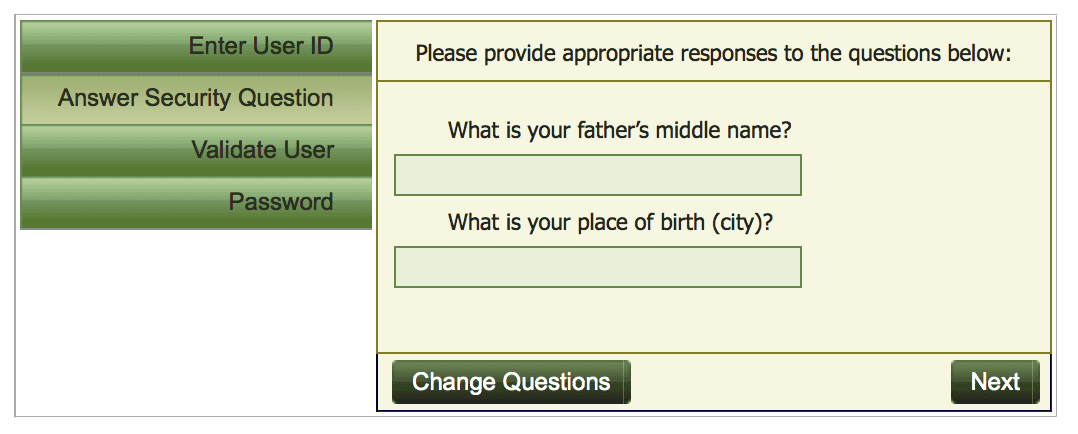 Enter User ID
Answer Security Question
Validate User
Password
Please provide appropriate responses to the questions below:
What is your father’s middle name?
What is your place of birth (city)?
Change Questions
Next